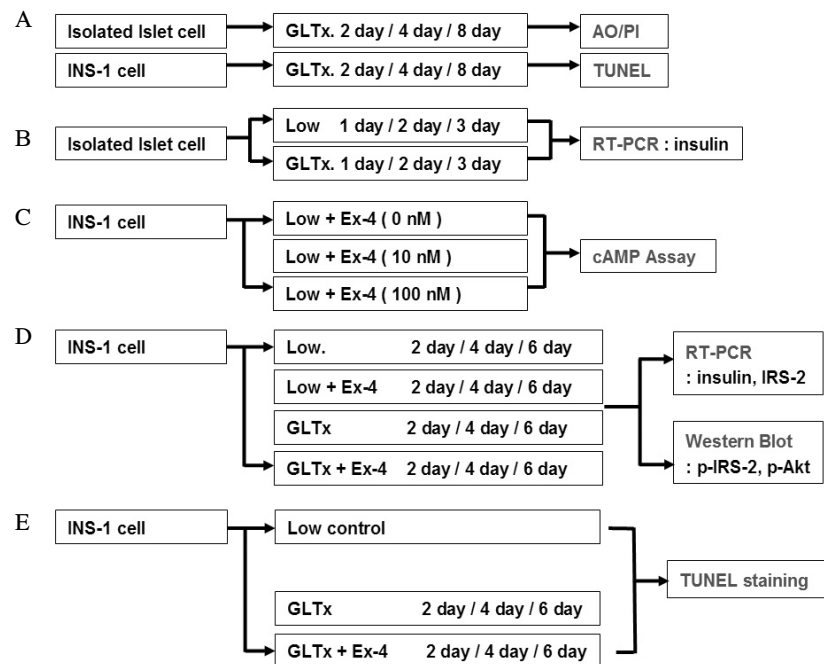 A
Isolated Islet cell
GLTx. 2 day / 4 day / 8 day
AO/PI
INS-1 cell
GLTx. 2 day / 4 day / 8 day
TUNEL
B
Isolated Islet cell
Low 1 day / 2 day / 3 day
GLTx. 1 day / 2 day / 3 day
RT-PCR : insulin
C
INS-1 cell
Low + Ex-4 ( 0 nM )
Low + Ex-4 ( 10 nM )
Low + Ex-4 ( 100 nM )
cAMP Assay
D
INS-1 cell
Low. 2 day / 4 day / 6 day
Low + Ex-4 2 day / 4 day / 6 day
GLTx 2 day / 4 day / 6 day
GLTx + Ex-4 2 day / 4 day / 6 day
RT-PCR
: insulin, IRS-2
Western Blot
: p-IRS-2, p-Akt
E
INS-1 cell
Low control
GLTx 2 day / 4 day / 6 day
GLTx + Ex-4 2 day / 4 day / 6 day
TUNEL staining